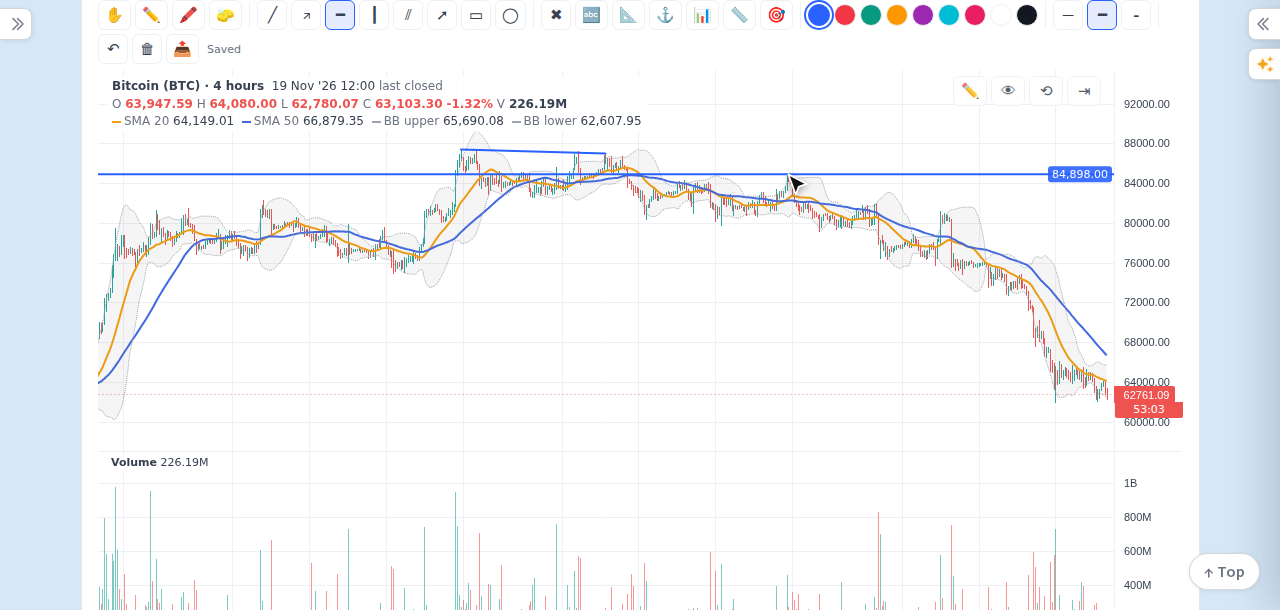 Saved
Bitcoin (BTC) · 4 hours 19 Nov '26 12:00 last closed
O 63,947.59 H 64,080.00 L 62,780.07 C 63,103.30 -1.32% V 226.19M
SMA 20 64,149.01 SMA 50 66,879.35 BB upper 65,690.08 BB lower 62,607.95
92000.00
88000.00
84,898.00
84000.00
80000.00
76000.00
72000.00
68000.00
64000.00
62761.09
53:03
60000.00
Volume 226.19M
1B
800M
600M
400M
↑ Top